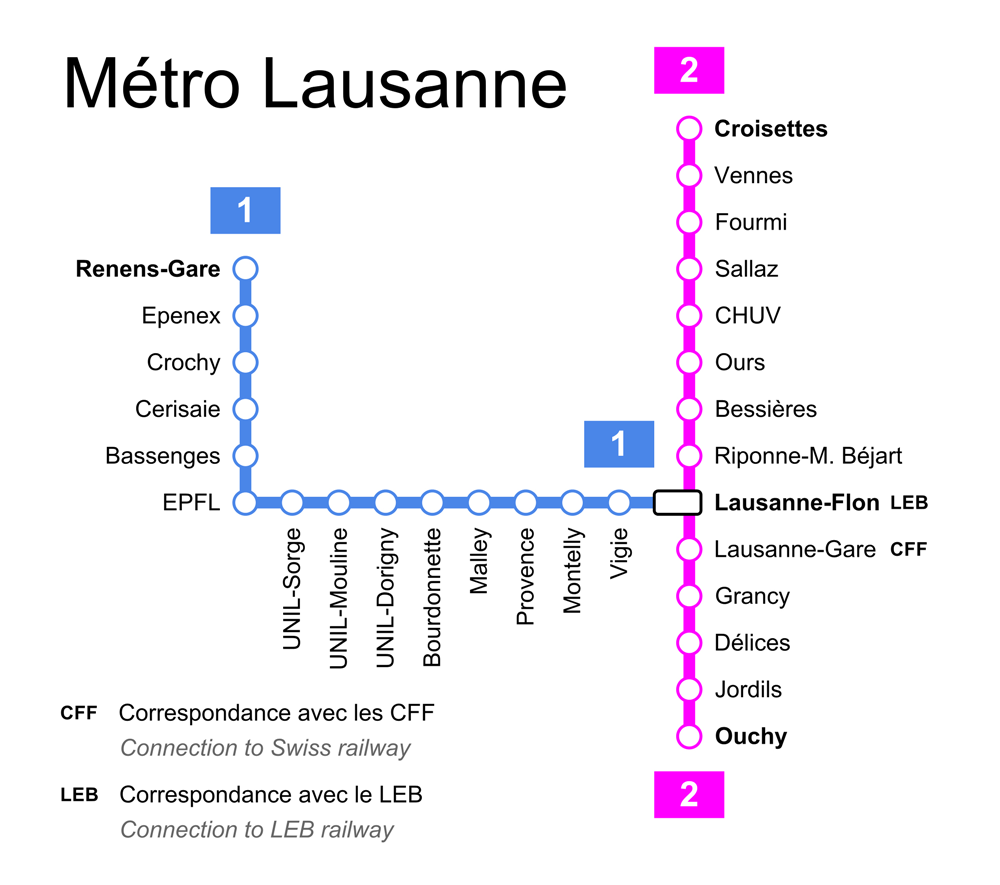 Métro Lausanne
2
Croisettes
Vennes
Fourmi
Sallaz
CHUV
Ours
Bessières
Riponne-M. Béjart
Lausanne-Flon LEB
Lausanne-Gare CFF
Grancy
Délices
Jordils
Ouchy
2
1
Renens-Gare
Epenex
Crochy
Cerisaie
Bassenges
EPFL
UNIL-Sorge
UNIL-Mouline
UNIL-Dorigny
Bourdonnette
Malley
Provence
Montelly
Vigie
1
CFF Correspondance avec les CFF
Connection to Swiss railway
LEB Correspondance avec le LEB
Connection to LEB railway